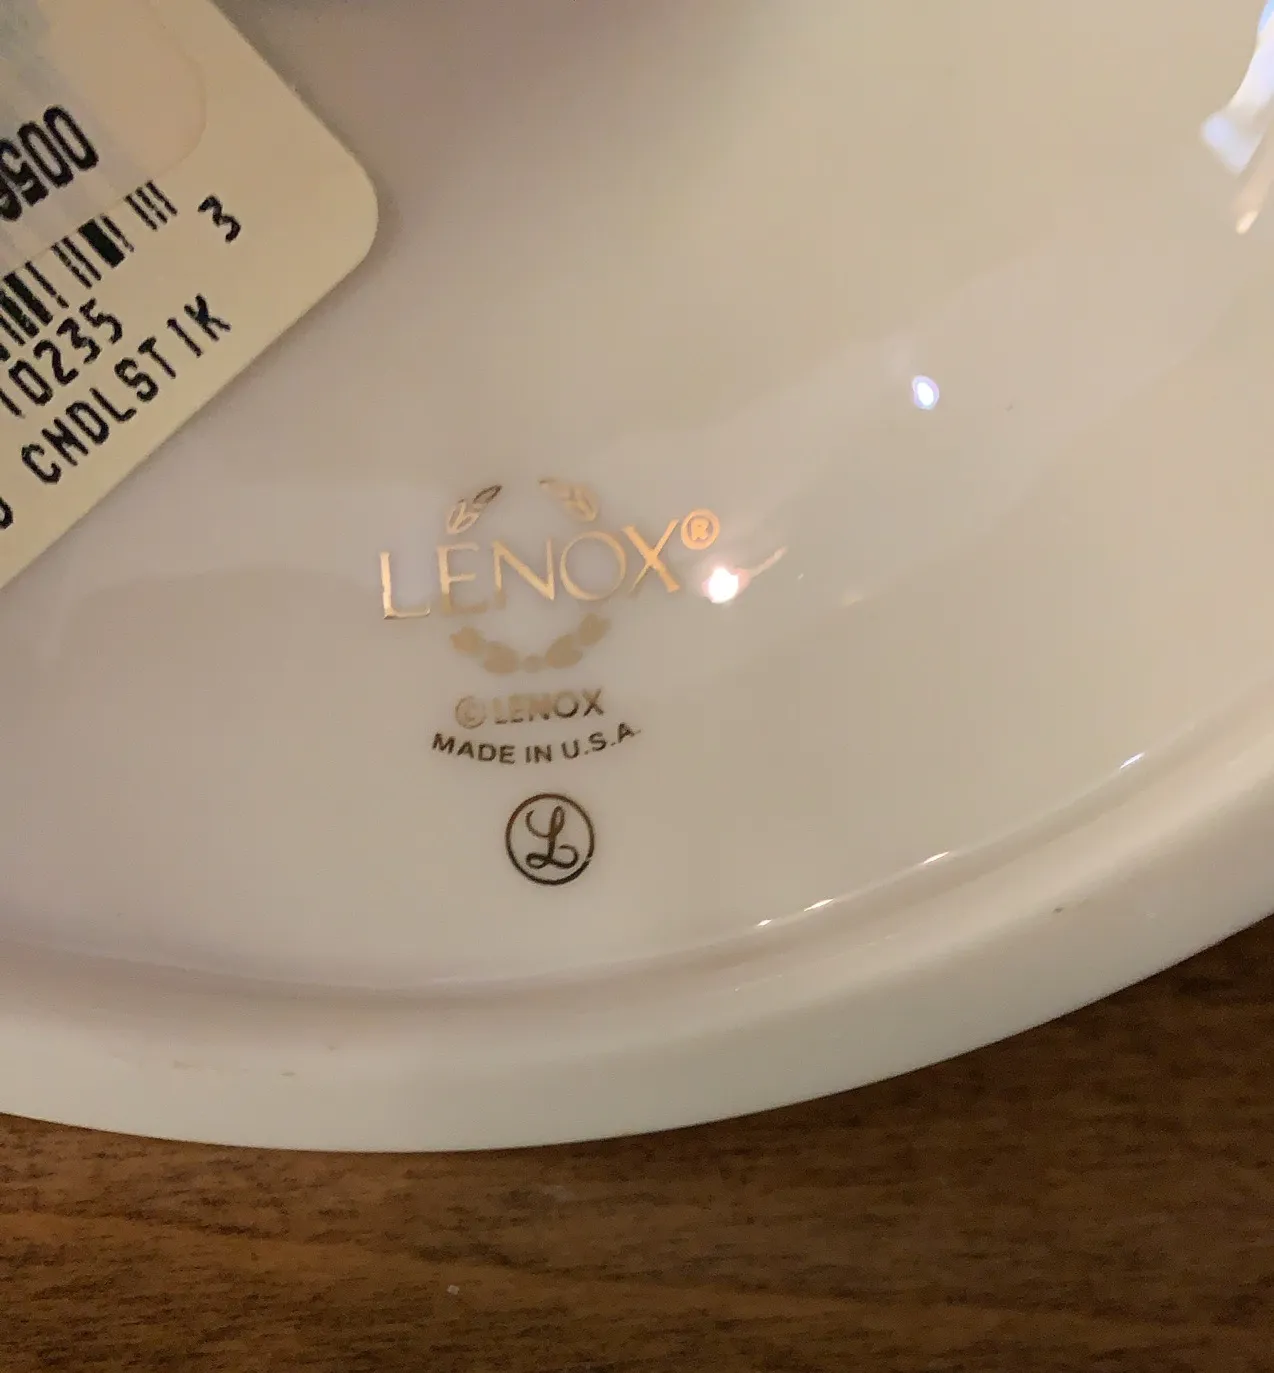 0056
3
10235
CNDLSTIK
LENOX®
© LENOX
MADE IN U.S.A.
L